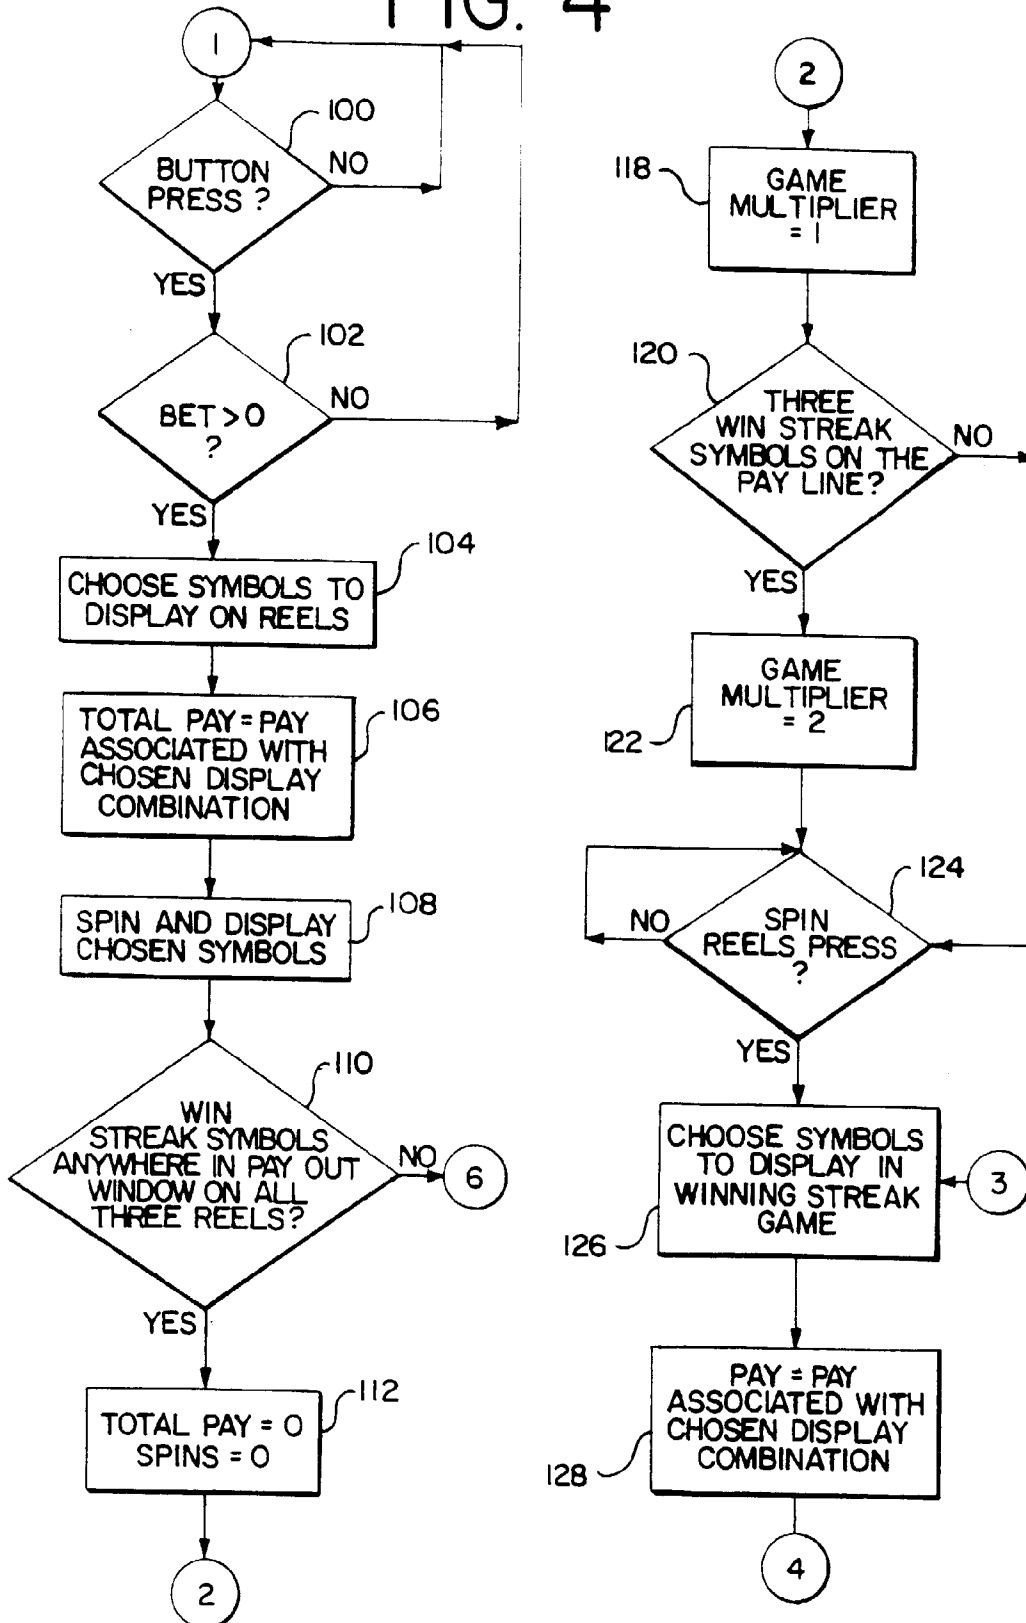 FIG. 4
1
100
BUTTON
PRESS ?
NO
YES
102
BET > 0
?
NO
YES
104
CHOOSE SYMBOLS TO
DISPLAY ON REELS
106
TOTAL PAY = PAY
ASSOCIATED WITH
CHOSEN DISPLAY
COMBINATION
108
SPIN AND DISPLAY
CHOSEN SYMBOLS
110
WIN
STREAK SYMBOLS
ANYWHERE IN PAY OUT
WINDOW ON ALL
THREE REELS?
NO
6
YES
112
TOTAL PAY = 0
SPINS = 0
2
2
118
GAME
MULTIPLIER
= 1
120
THREE
WIN STREAK
SYMBOLS ON THE
PAY LINE?
NO
YES
GAME
MULTIPLIER
= 2
122
124
SPIN
REELS PRESS
?
NO
YES
CHOOSE SYMBOLS
TO DISPLAY IN
WINNING STREAK
GAME
3
126
PAY = PAY
ASSOCIATED WITH
CHOSEN DISPLAY
COMBINATION
128
4